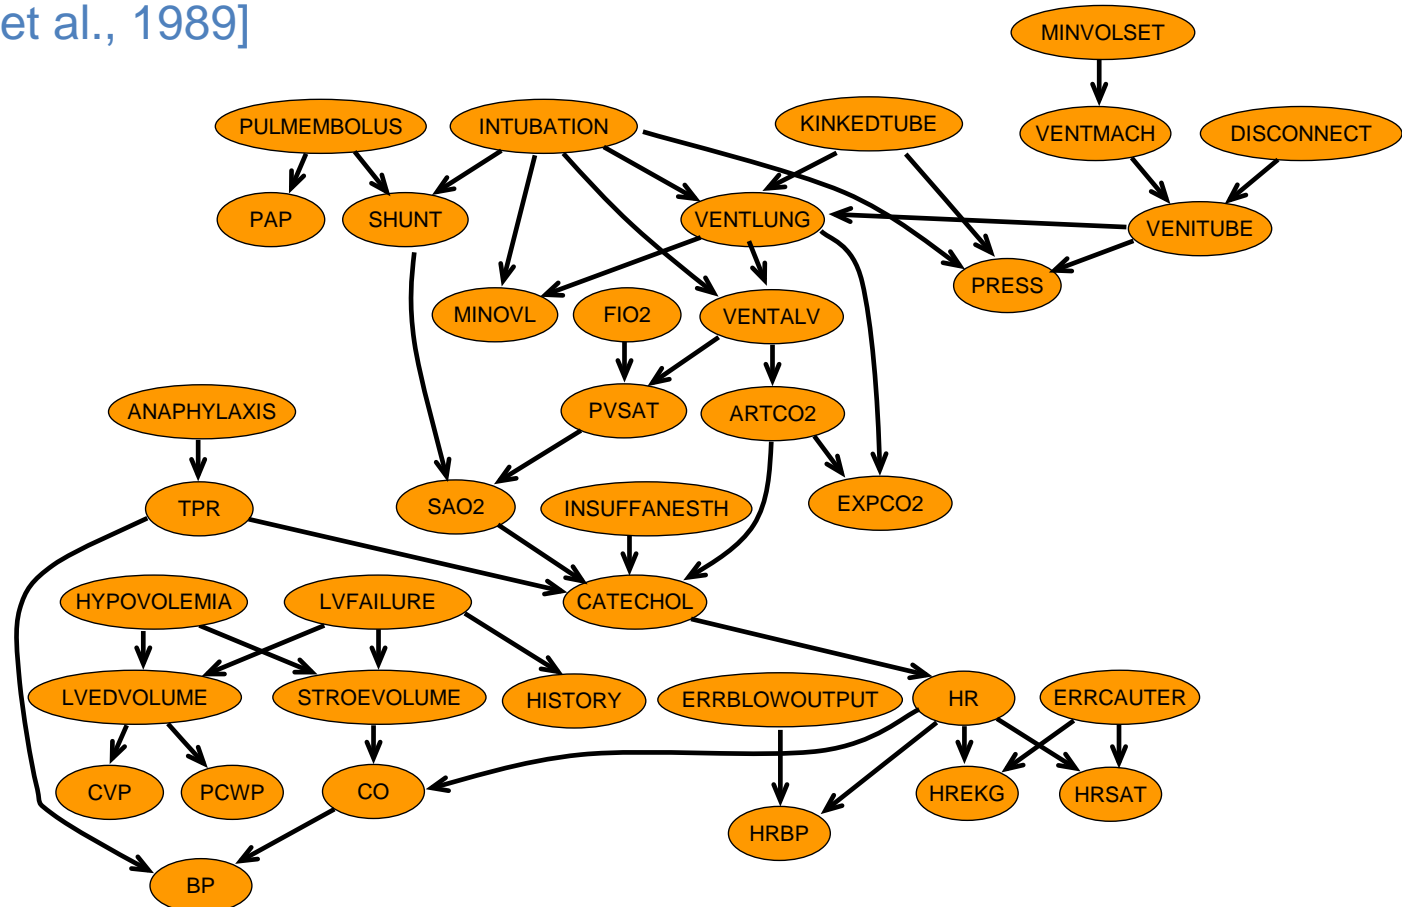 et al., 1989]
MINVOLSET
PULMEMBOLUS
INTUBATION
KINKEDTUBE
VENTMACH
DISCONNECT
PAP
SHUNT
VENTLUNG
VENITUBE
PRESS
MINOVL
FIO2
VENTALV
ANAPHYLAXIS
PVSAT
ARTCO2
TPR
SAO2
INSUFFANESTH
EXPCO2
HYPOVOLEMIA
LVFAILURE
CATECHOL
LVEDVOLUME
STROEVOLUME
HISTORY
ERRBLOWOUTPUT
HR
ERRCAUTER
CVP
PCWP
CO
HREKG
HRSAT
HRBP
BP